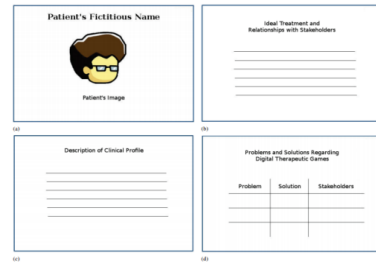 Patient's Fictitious Name
Patient's Image
(a)
Ideal Treatment and
Relationships with Stakeholders
(b)
Description of Clinical Profile
(c)
Problems and Solutions Regarding
Digital Therapeutic Games
Problem Solution Stakeholders
(d)